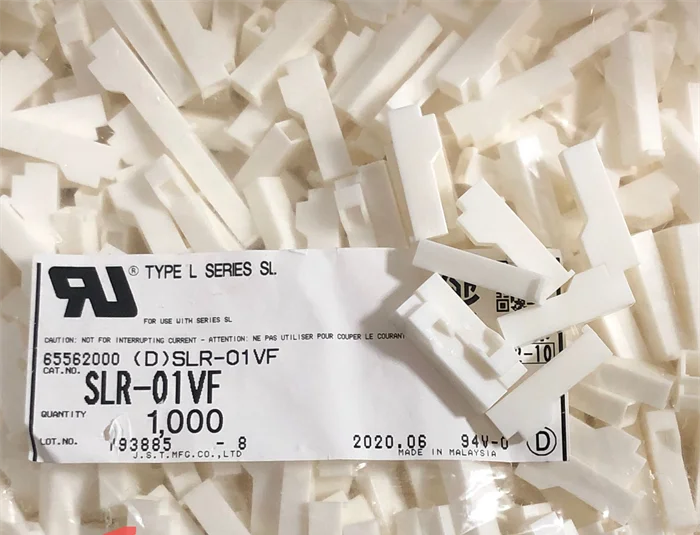 ® TYPE L SERIES SL
FOR USE WITH SERIES SL
CAUTION: NOT FOR INTERRUPTING CURRENT - ATTENTION: NE PAS UTILISER POUR COUPER LE COURANT
65562000 (D)SLR-01VF
CAT.NO. SLR-01VF
QUANTITY 1,000
LOT.NO. 793885 - 8 2020.06 94V-0 D
J.S.T.MFG.CO.,LTD MADE IN MALAYSIA